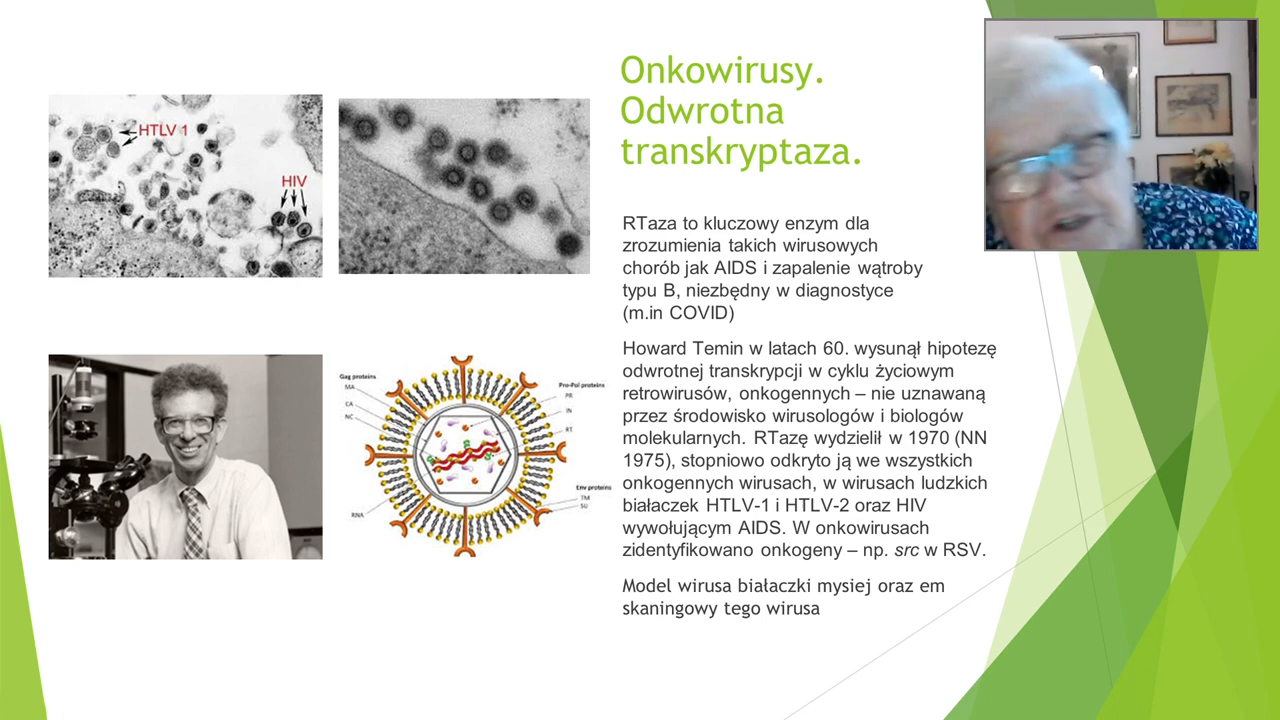 Onkowirusy.
Odwrotna
transkryptaza.
HTLV 1
HIV
RTaza to kluczowy enzym dla
zrozumienia takich wirusowych
chorób jak AIDS i zapalenie wątroby
typu B, niezbędny w diagnostyce
(m.in COVID)
Howard Temin w latach 60. wysunął hipotezę
odwrotnej transkrypcji w cyklu życiowym
retrowirusów, onkogennych – nie uznawaną
przez środowisko wirusologów i biologów
molekularnych. RTazę wydzielił w 1970 (NN
1975), stopniowo odkryto ją we wszystkich
onkogennych wirusach, w wirusach ludzkich
białaczek HTLV-1 i HTLV-2 oraz HIV
wywołującym AIDS. W onkowirusach
zidentyfikowano onkogeny – np. src w RSV.
Model wirusa białaczki mysiej oraz em
skaningowy tego wirusa
Gag proteins
MA
CA
NC
RNA
Pro-Pol proteins
PR
IN
RT
Env proteins
TM
SU